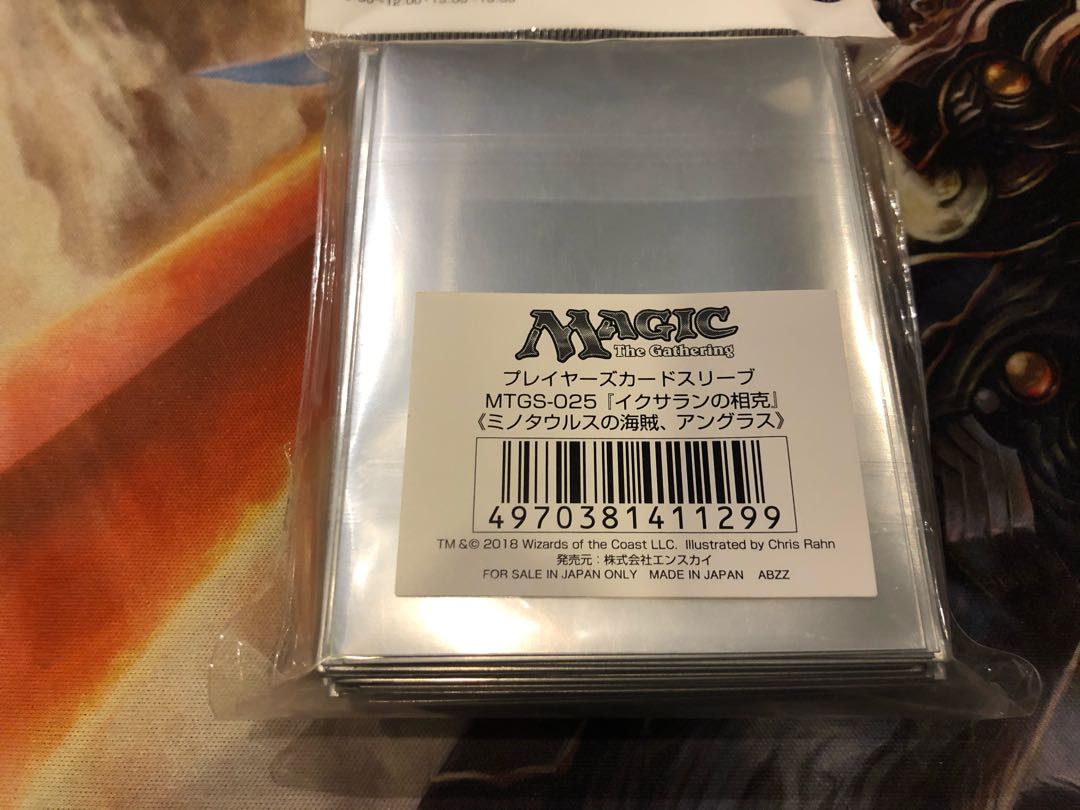 MAGIC
The Gathering
プレイヤーズカードスリーブ
MTGS-025『イクサランの相克』
《ミノタウルスの海賊、アングラス》
4970381411299
TM &© 2018 Wizards of the Coast LLC. Illustrated by Chris Rahn
発売元：株式会社エンスカイ
FOR SALE IN JAPAN ONLY MADE IN JAPAN ABZZ